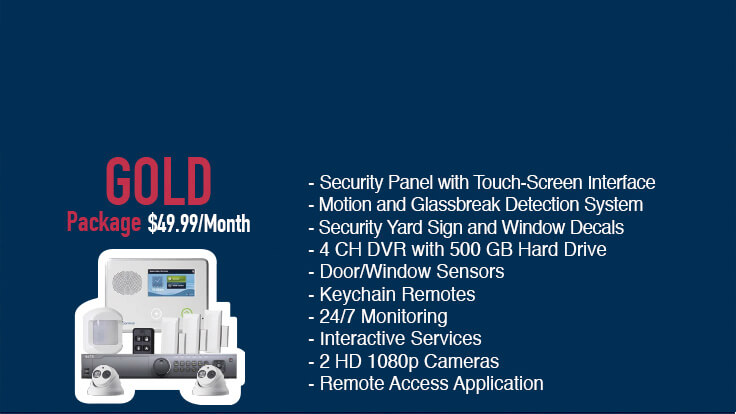 GOLD
Package $49.99/Month
- Security Panel with Touch-Screen Interface
- Motion and Glassbreak Detection System
- Security Yard Sign and Window Decals
- 4 CH DVR with 500 GB Hard Drive
- Door/Window Sensors
- Keychain Remotes
- 24/7 Monitoring
- Interactive Services
- 2 HD 1080p Cameras
- Remote Access Application